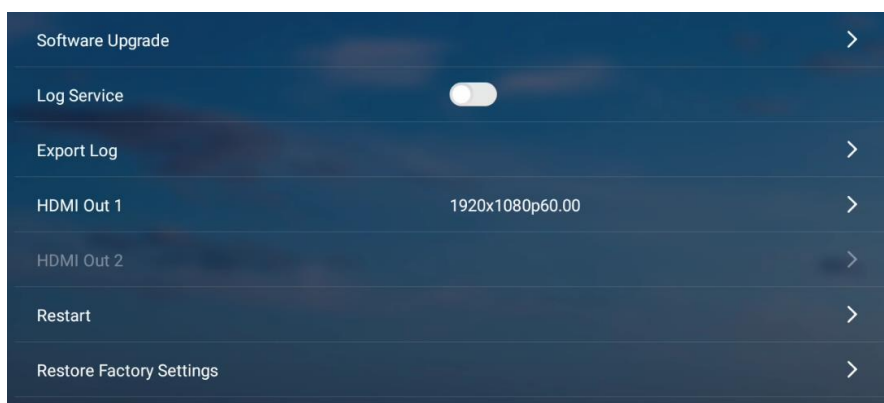 Software Upgrade
Log Service
Export Log
HDMI Out 1 1920x1080p60.00
HDMI Out 2
Restart
Restore Factory Settings